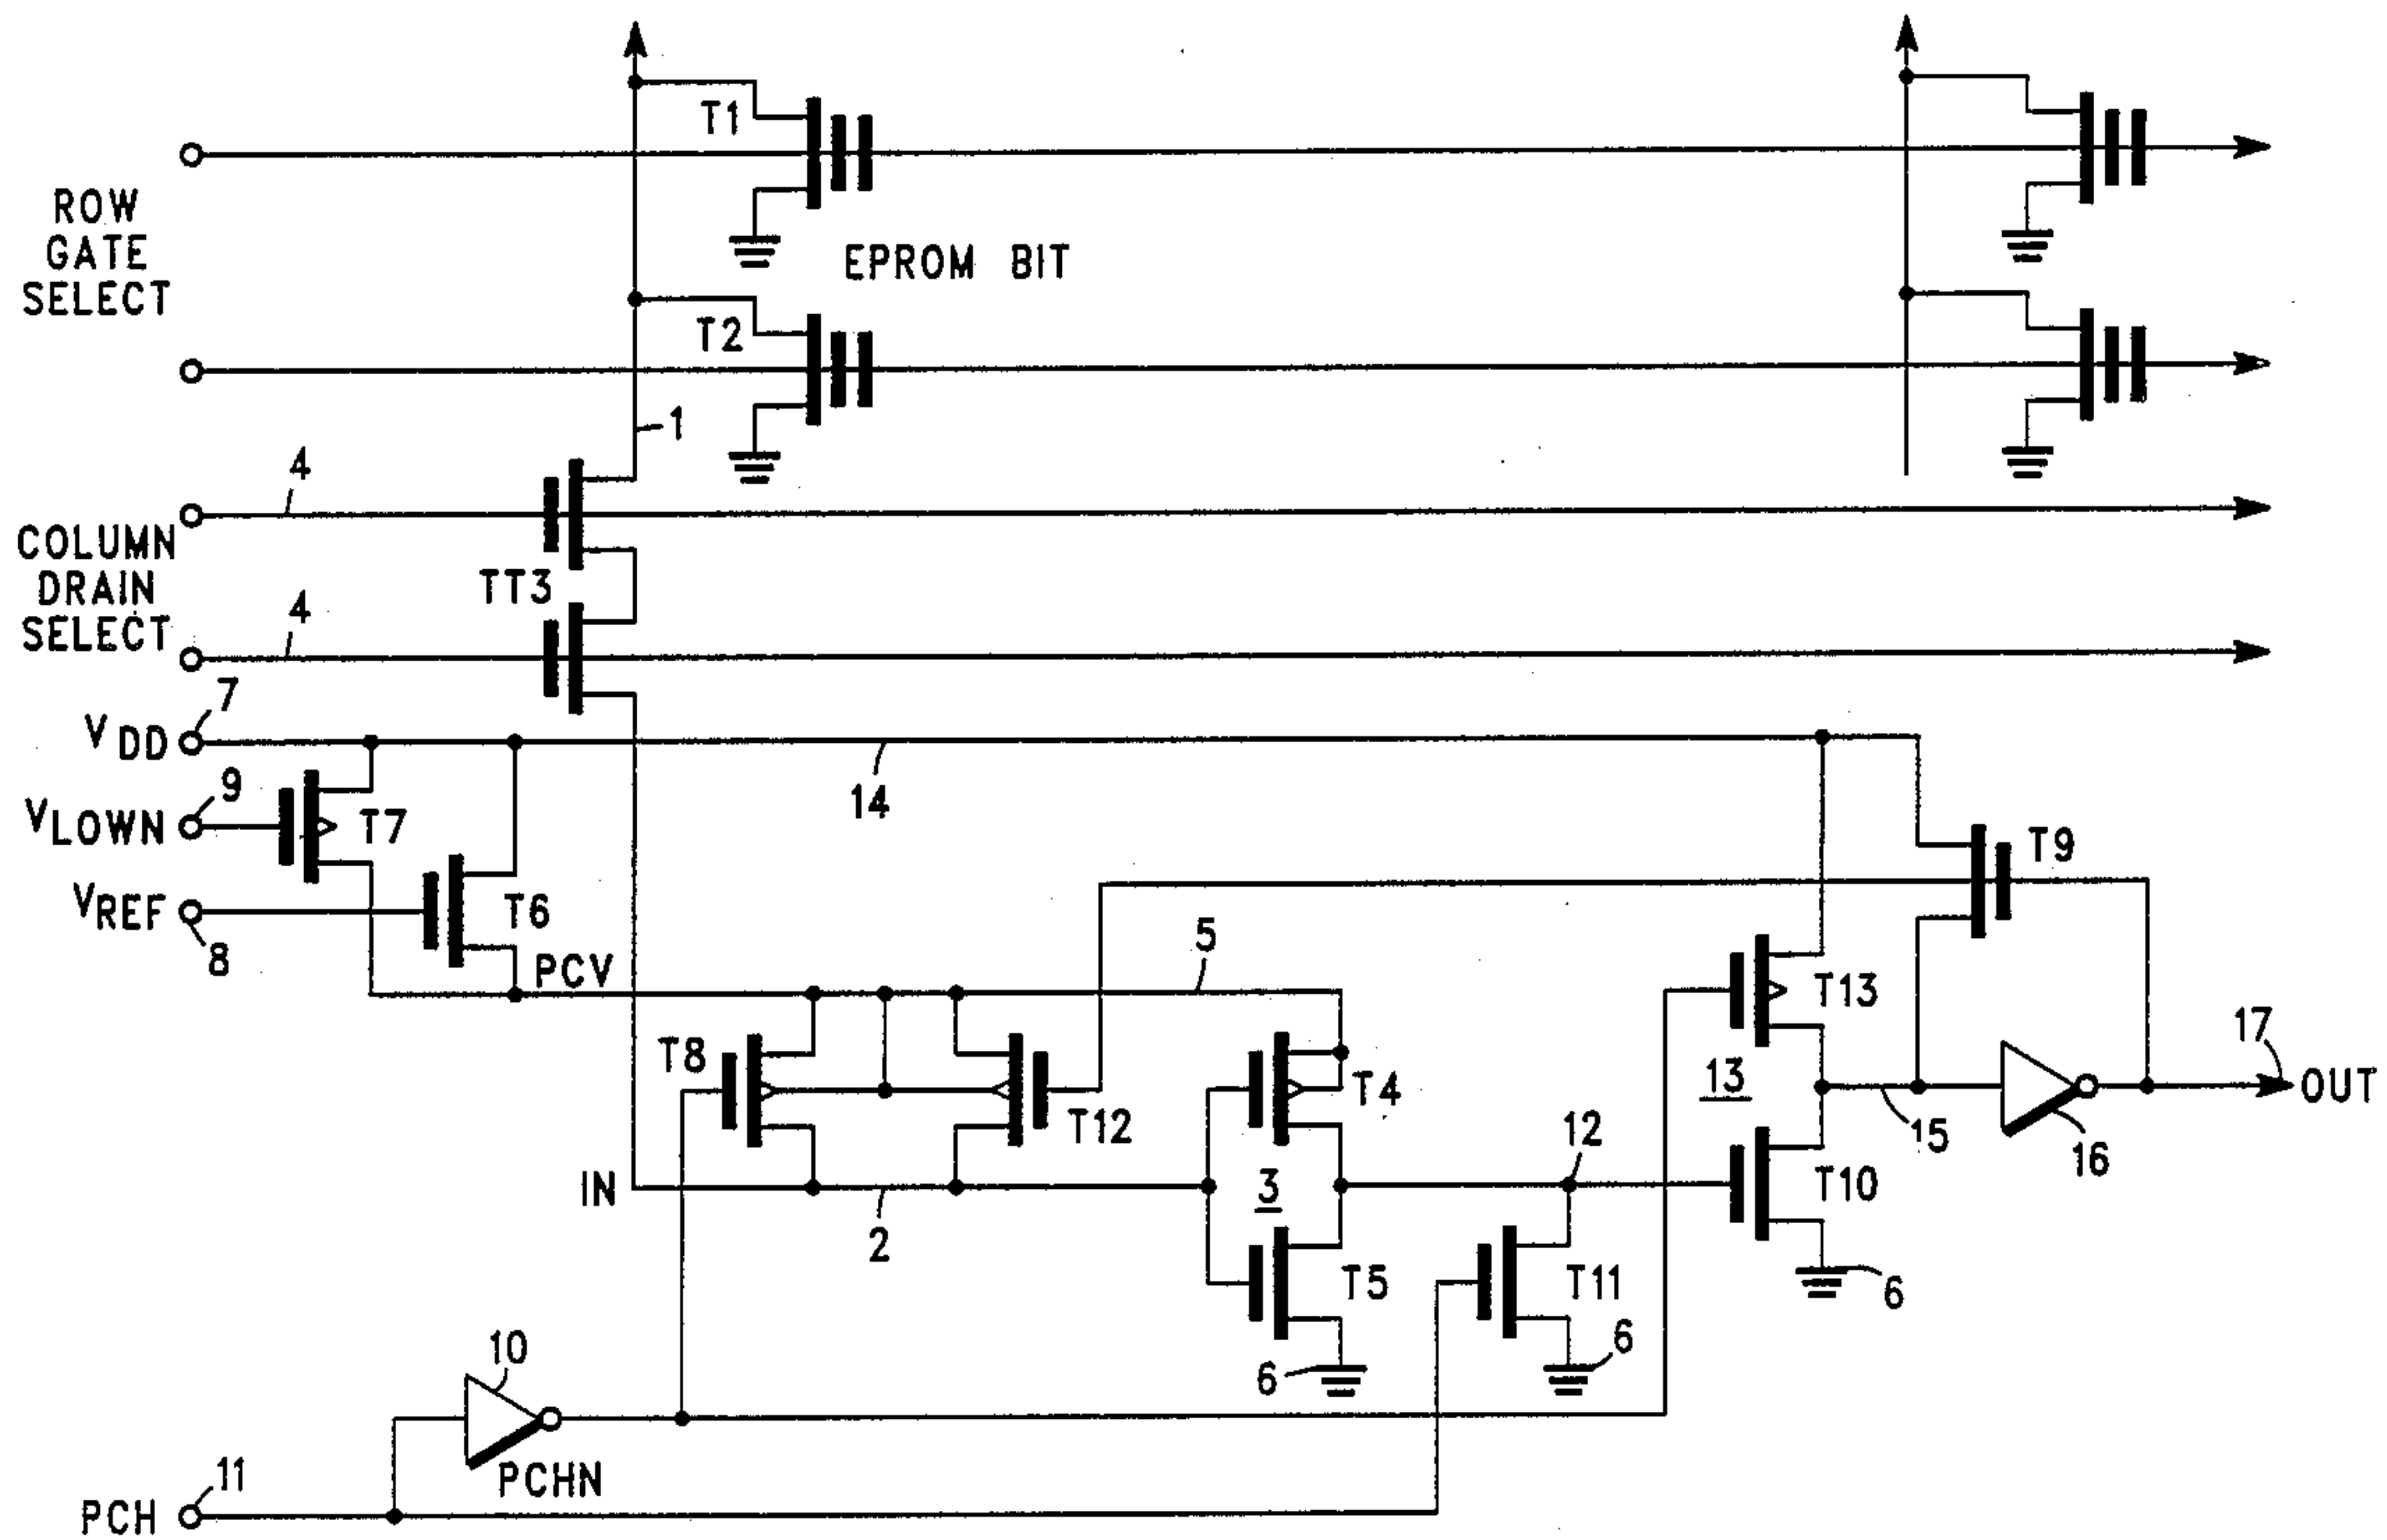 T1
ROW
GATE
SELECT
EPROM BIT
T2
1
4
COLUMN
DRAIN
SELECT
TT3
4
7
VDD
14
9
VLOWN
T7
T9
VREF
8
T6
PCV
5
T13
17
T8
T12
T4
13
OUT
15
16
IN
2
3
12
T10
T5
T11
6
6
6
10
PCHN
11
PCH